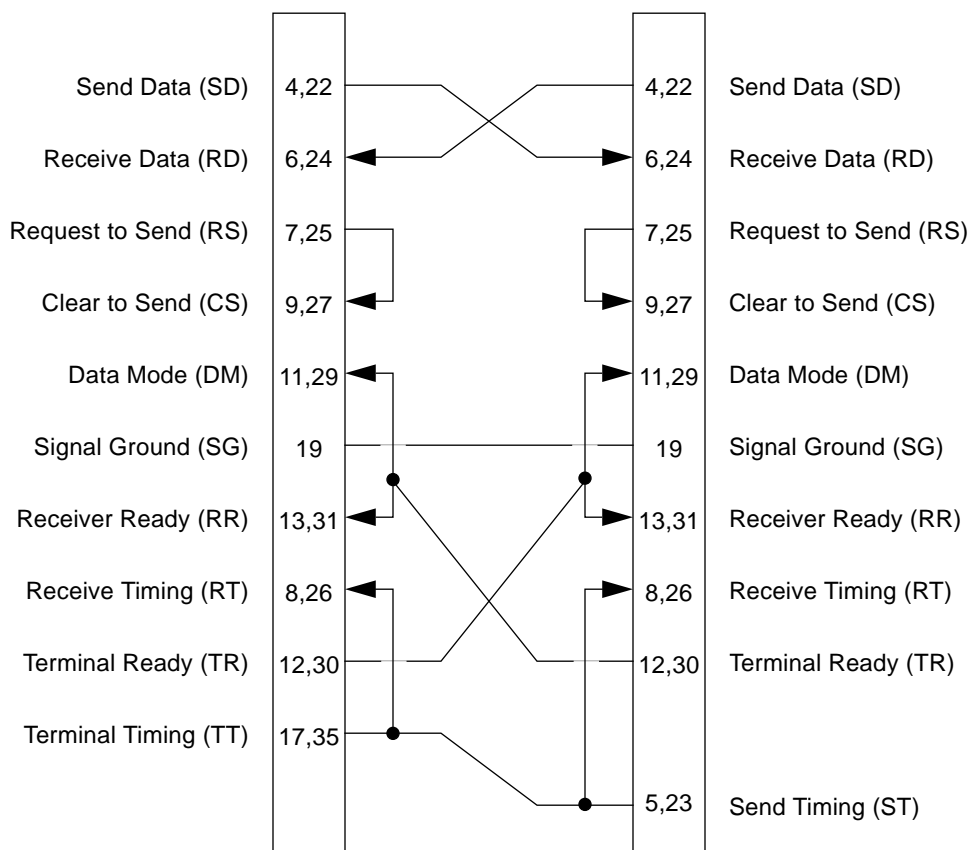 Send Data (SD) 4,22 4,22 Send Data (SD)
Receive Data (RD) 6,24 6,24 Receive Data (RD)
Request to Send (RS) 7,25 7,25 Request to Send (RS)
Clear to Send (CS) 9,27 9,27 Clear to Send (CS)
Data Mode (DM) 11,29 11,29 Data Mode (DM)
Signal Ground (SG) 19 19 Signal Ground (SG)
Receiver Ready (RR) 13,31 13,31 Receiver Ready (RR)
Receive Timing (RT) 8,26 8,26 Receive Timing (RT)
Terminal Ready (TR) 12,30 12,30 Terminal Ready (TR)
Terminal Timing (TT) 17,35
5,23 Send Timing (ST)